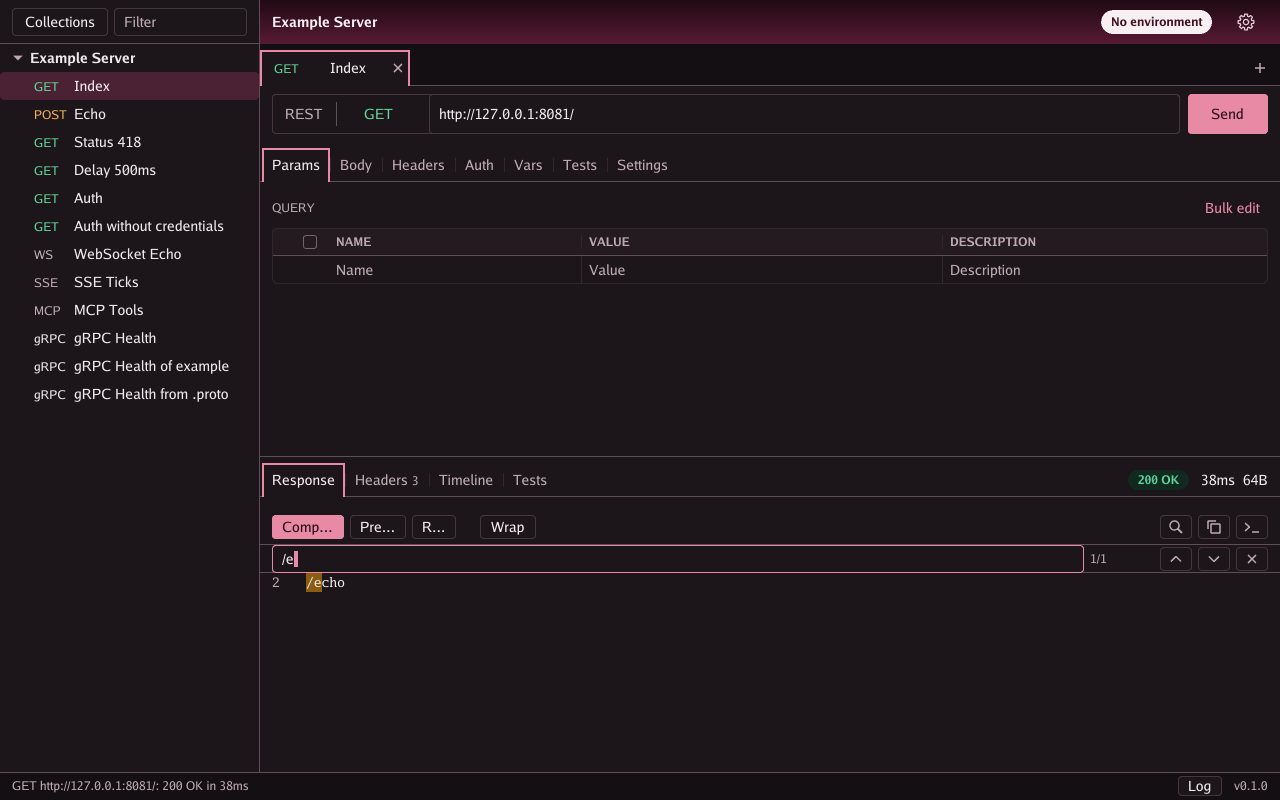 Collections
Filter
Example Server
No environment
Example Server
GET Index
POST Echo
GET Status 418
GET Delay 500ms
GET Auth
GET Auth without credentials
WS WebSocket Echo
SSE SSE Ticks
MCP MCP Tools
gRPC gRPC Health
gRPC gRPC Health of example
gRPC gRPC Health from .proto
GET Index
REST GET http://127.0.0.1:8081/ Send
Params Body Headers Auth Vars Tests Settings
QUERY Bulk edit
NAME VALUE DESCRIPTION
Name Value Description
Response Headers 3 Timeline Tests 200 OK 38ms 64B
Comp... Pre... R... Wrap
/e 1/1
2 /echo
GET http://127.0.0.1:8081/: 200 OK in 38ms Log v0.1.0